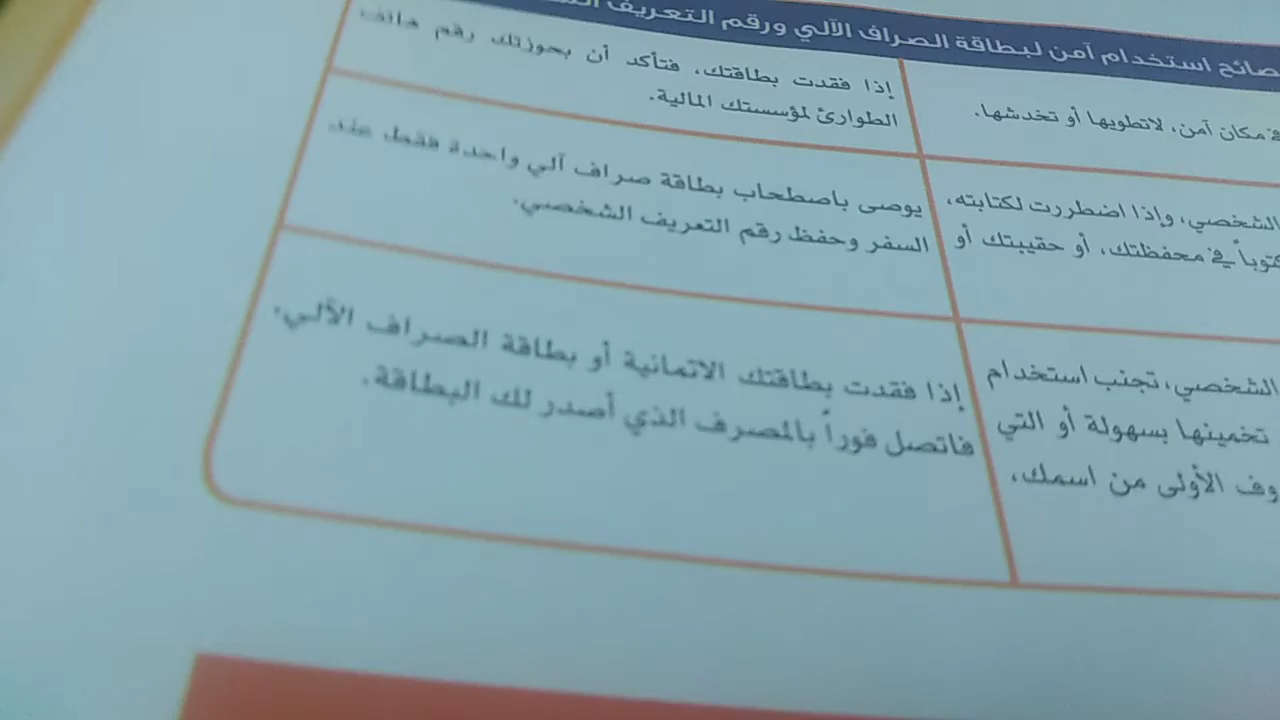 استخدام آمن لبطاقة الصراف الآلي ورقم التعريف
مكان آمن، لاتطويها أو تخدشها.
إذا فقدت بطاقتك، فتأكد أن بحوزتك رقم هاتف
الطوارئ لمؤسستك المالية.
الشخصي، وإذا اضطررت لكتابته،
في محفظتك، أو حقيبتك أو
يوصى باصطحاب بطاقة صراف آلي واحدة فقط عند
السفر وحفظ رقم التعريف الشخصي.
الشخصي، تجنب استخدام
تخمينها بسهولة أو التي
الأولى من اسمك،
إذا فقدت بطاقتك الائتمانية أو بطاقة الصراف الآلي،
فاتصل فوراً بالمصرف الذي أصدر لك البطاقة.